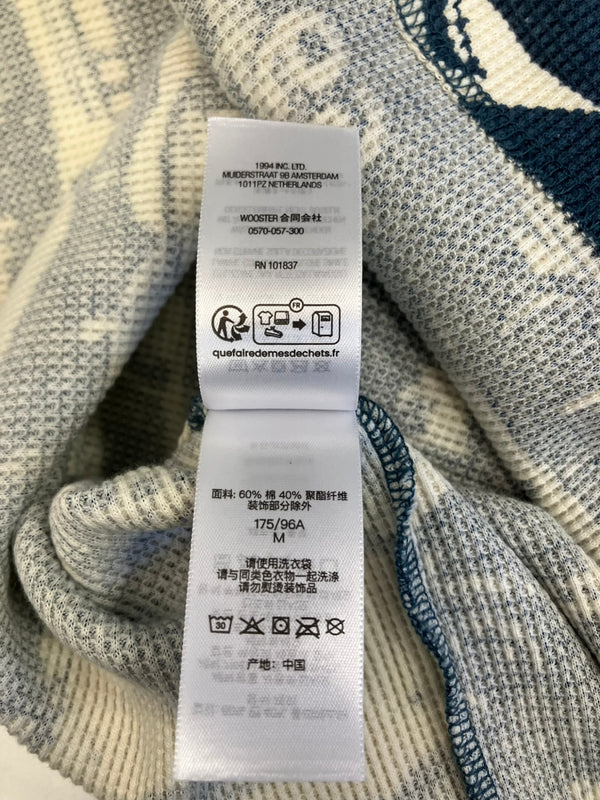 1994 INC. LTD.
MUIDERSTRAAT 9B AMSTERDAM
1011PZ NETHERLANDS
WOOSTER 合同会社
0570-057-300
RN 101837
FR
quefairedemesdechets.fr
面料: 60% 棉 40% 聚酯纤维
装饰部分除外
175/96A
M
请使用洗衣袋
请与同类色衣物一起洗涤
请勿熨烫装饰品
30
产地: 中国